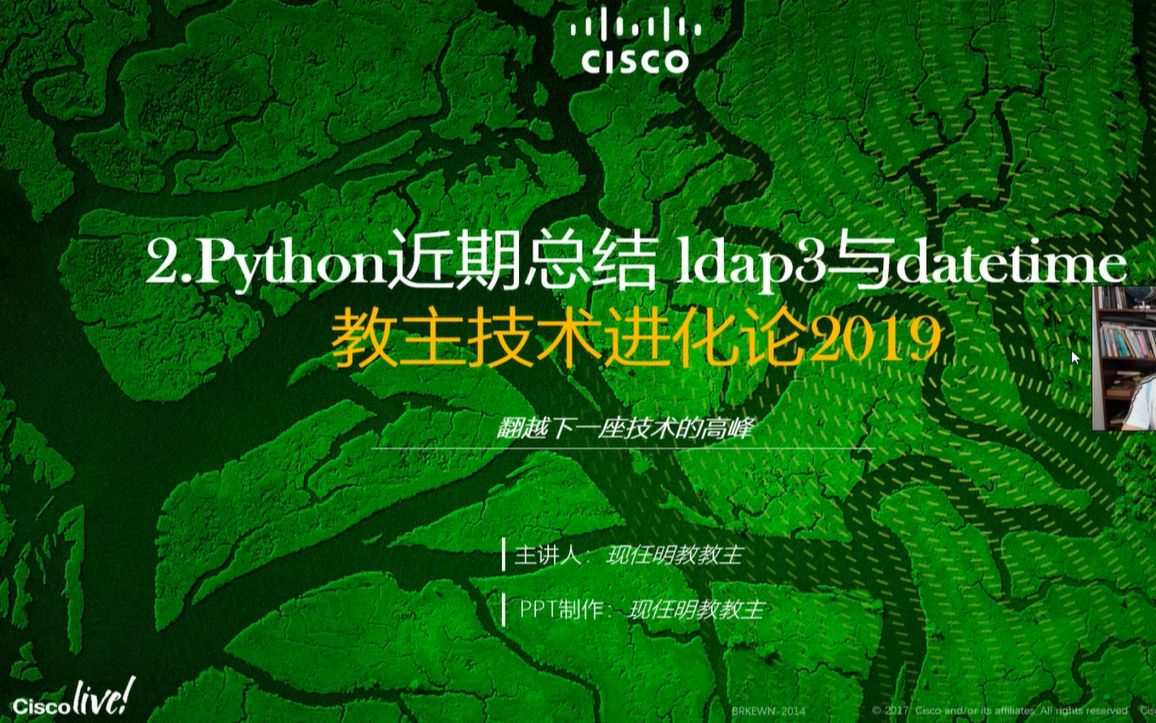 CISCO
2.Python近期总结 ldap3与datetime
教主技术进化论2019
翻越下一座技术的高峰
主讲人：现任明教教主
PPT制作：现任明教教主
Cisco live!
BRKEWN-2014
© 2017 Cisco and/or its affiliates. All rights reserved